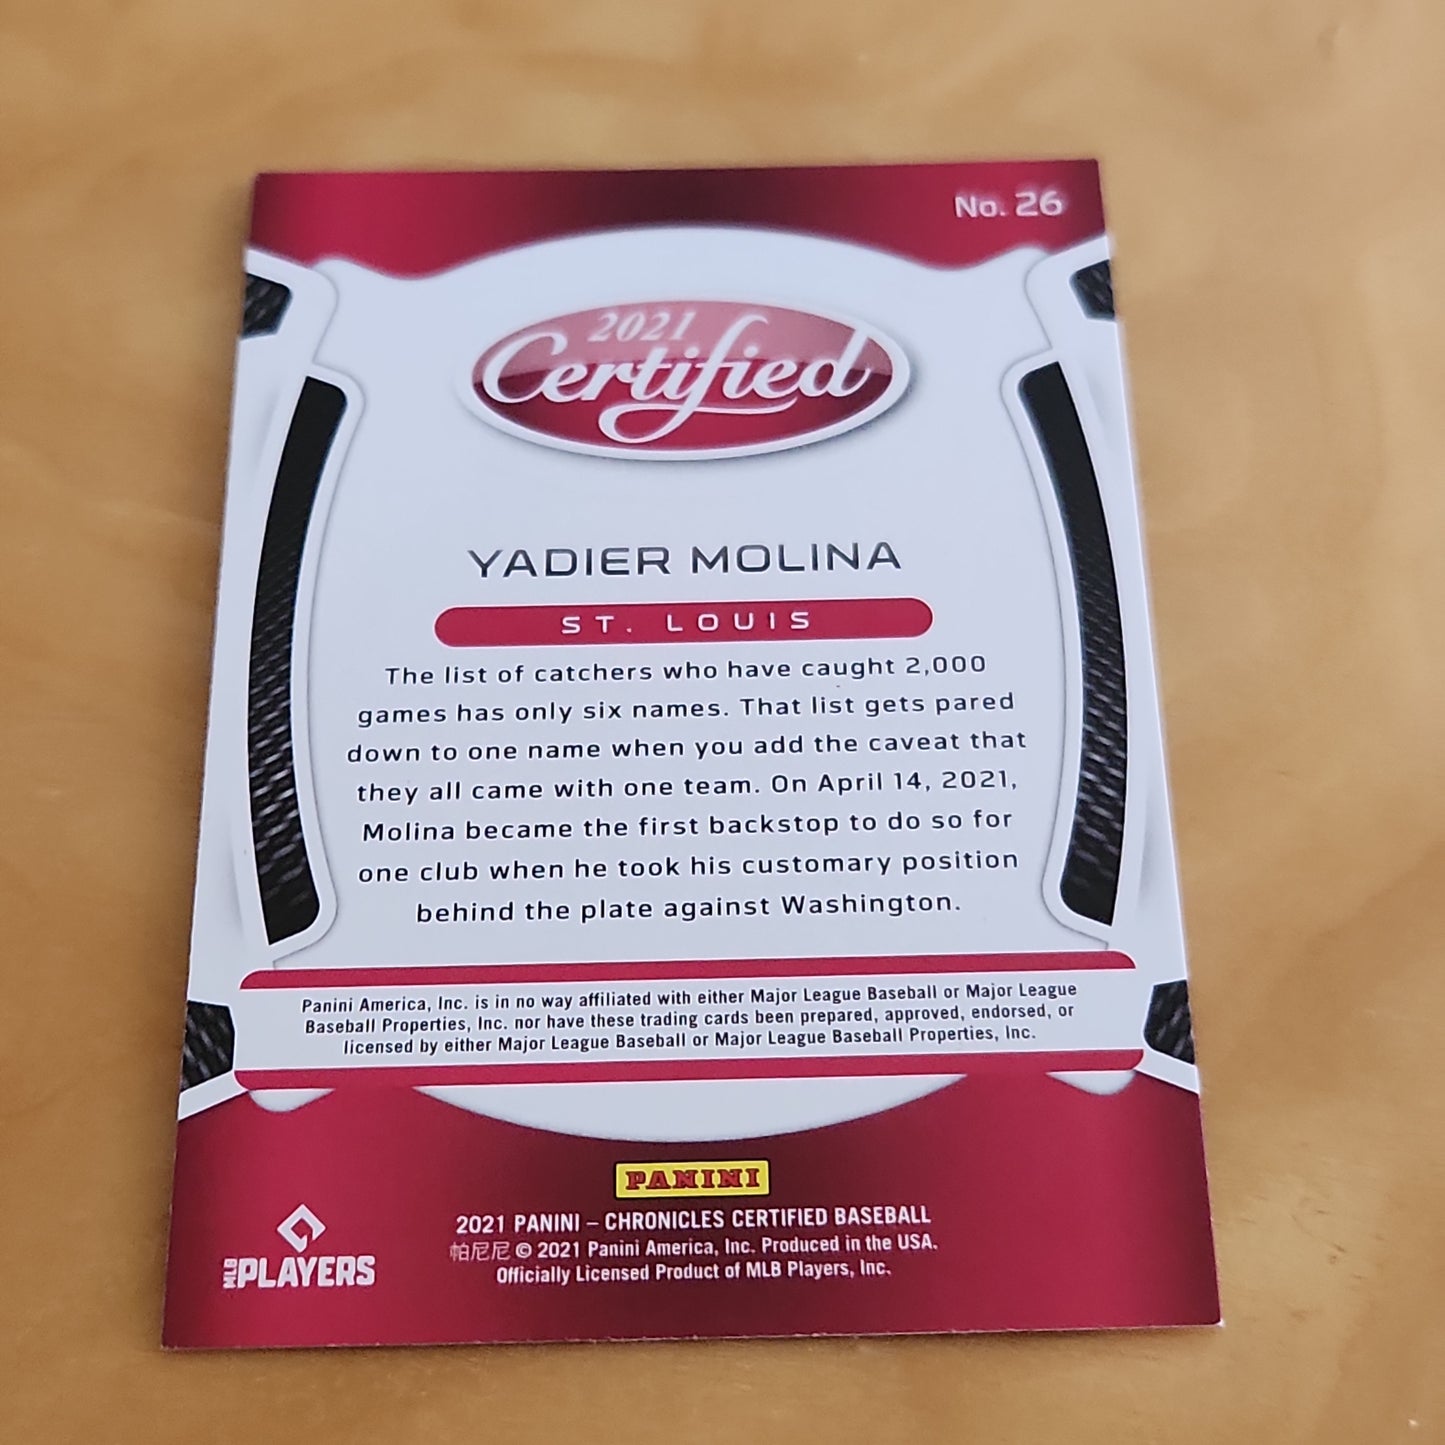 No. 26
2021
Certified
YADIER MOLINA
ST. LOUIS
The list of catchers who have caught 2,000
games has only six names. That list gets pared
down to one name when you add the caveat that
they all came with one team. On April 14, 2021,
Molina became the first backstop to do so for
one club when he took his customary position
behind the plate against Washington.
Panini America, Inc. is in no way affiliated with either Major League Baseball or Major League
Baseball Properties, Inc. nor have these trading cards been prepared, approved, endorsed, or
licensed by either Major League Baseball or Major League Baseball Properties, Inc.
PANINI
2021 PANINI – CHRONICLES CERTIFIED BASEBALL
帕尼尼 © 2021 Panini America, Inc. Produced in the USA.
Officially Licensed Product of MLB Players, Inc.
MLB PLAYERS